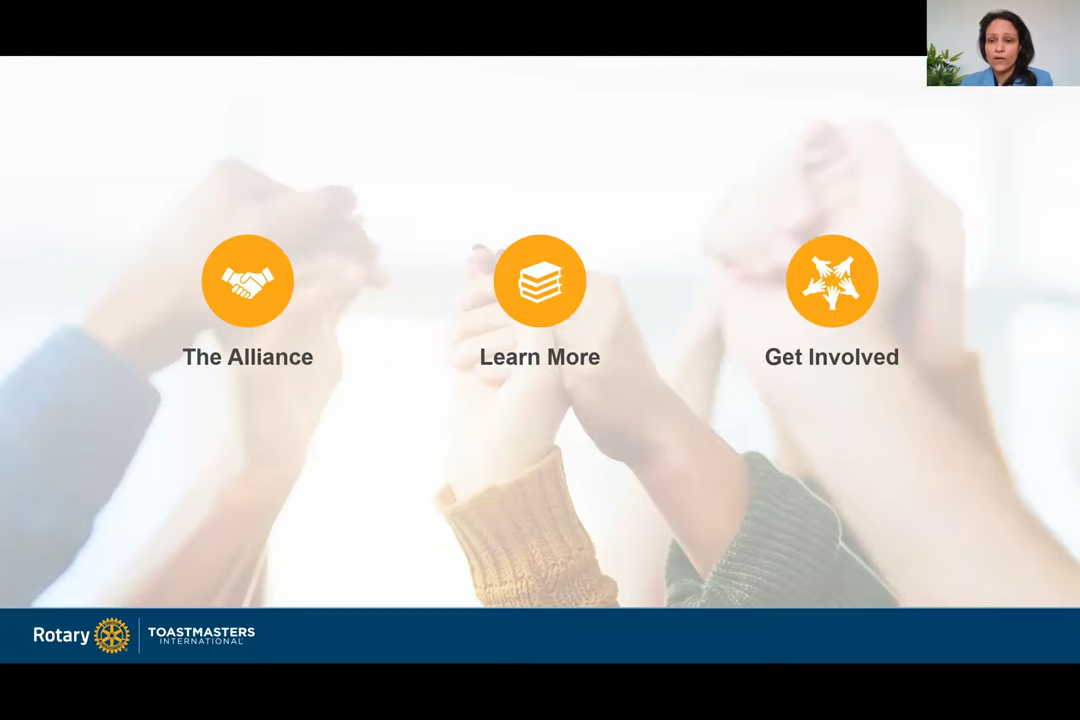 The Alliance
Learn More
Get Involved
Rotary
TOASTMASTERS
INTERNATIONAL